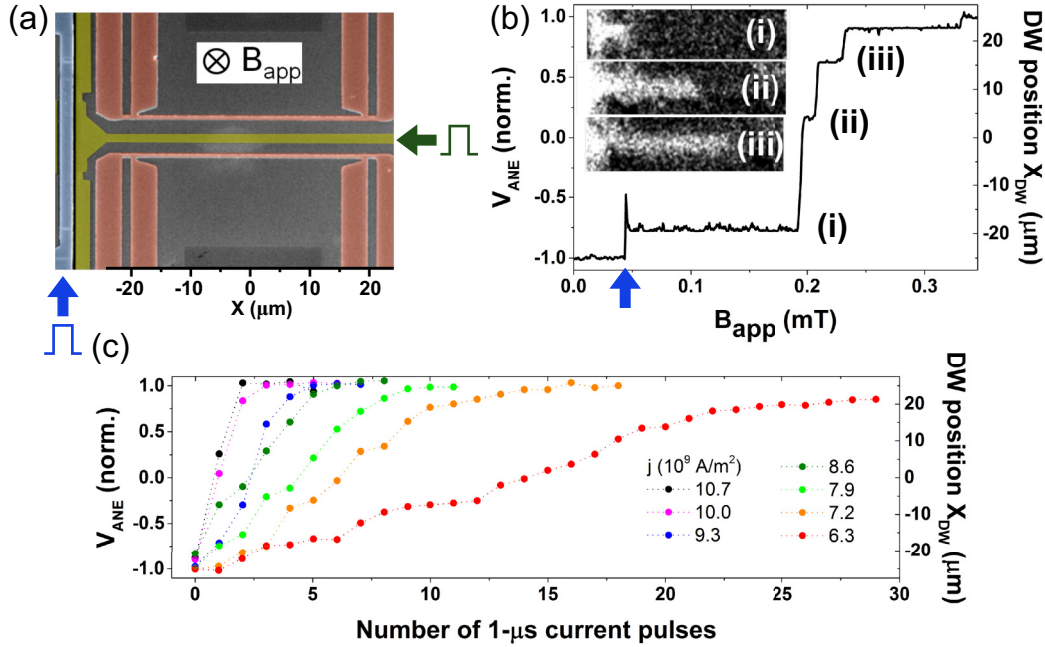 (a)
⊗ B_app
-20 -10 0 10 20
X (μm)
(b)
V_ANE (norm.)
1.0
0.5
0.0
-0.5
-1.0
(i)
(ii)
(iii)
(iii)
(ii)
(i)
20
10
0
-10
-20
DW position X_DW (μm)
0.0 0.1 0.2 0.3
B_app (mT)
(c)
V_ANE (norm.)
1.0
0.5
0.0
-0.5
-1.0
j (10^9 A/m^2)
10.7
10.0
9.3
8.6
7.9
7.2
6.3
20
10
0
-10
-20
DW position X_DW (μm)
0 5 10 15 20 25 30
Number of 1-μs current pulses